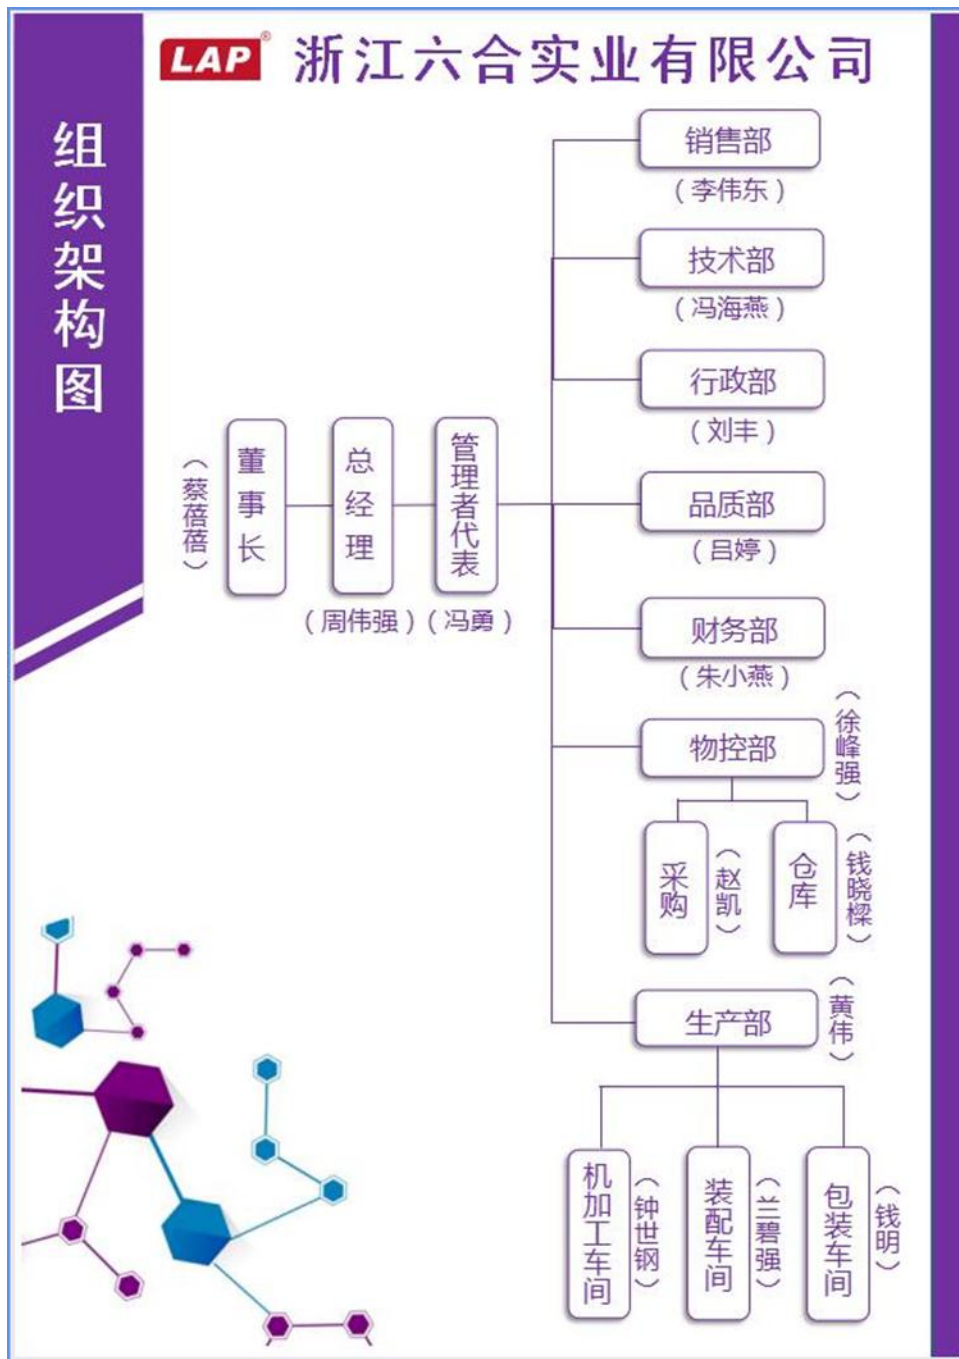 LAP®
浙江六合实业有限公司
组织架构图
董事长
（蔡蓓蓓）
总经理
（周伟强）
管理者代表
（冯勇）
销售部
（李伟东）
技术部
（冯海燕）
行政部
（刘丰）
品质部
（吕婷）
财务部
（朱小燕）
物控部
（徐峰强）
采购
（赵凯）
仓库
（钱晓樑）
生产部
（黄伟）
机加工车间
（钟世钢）
装配车间
（兰碧强）
包装车间
（钱明）